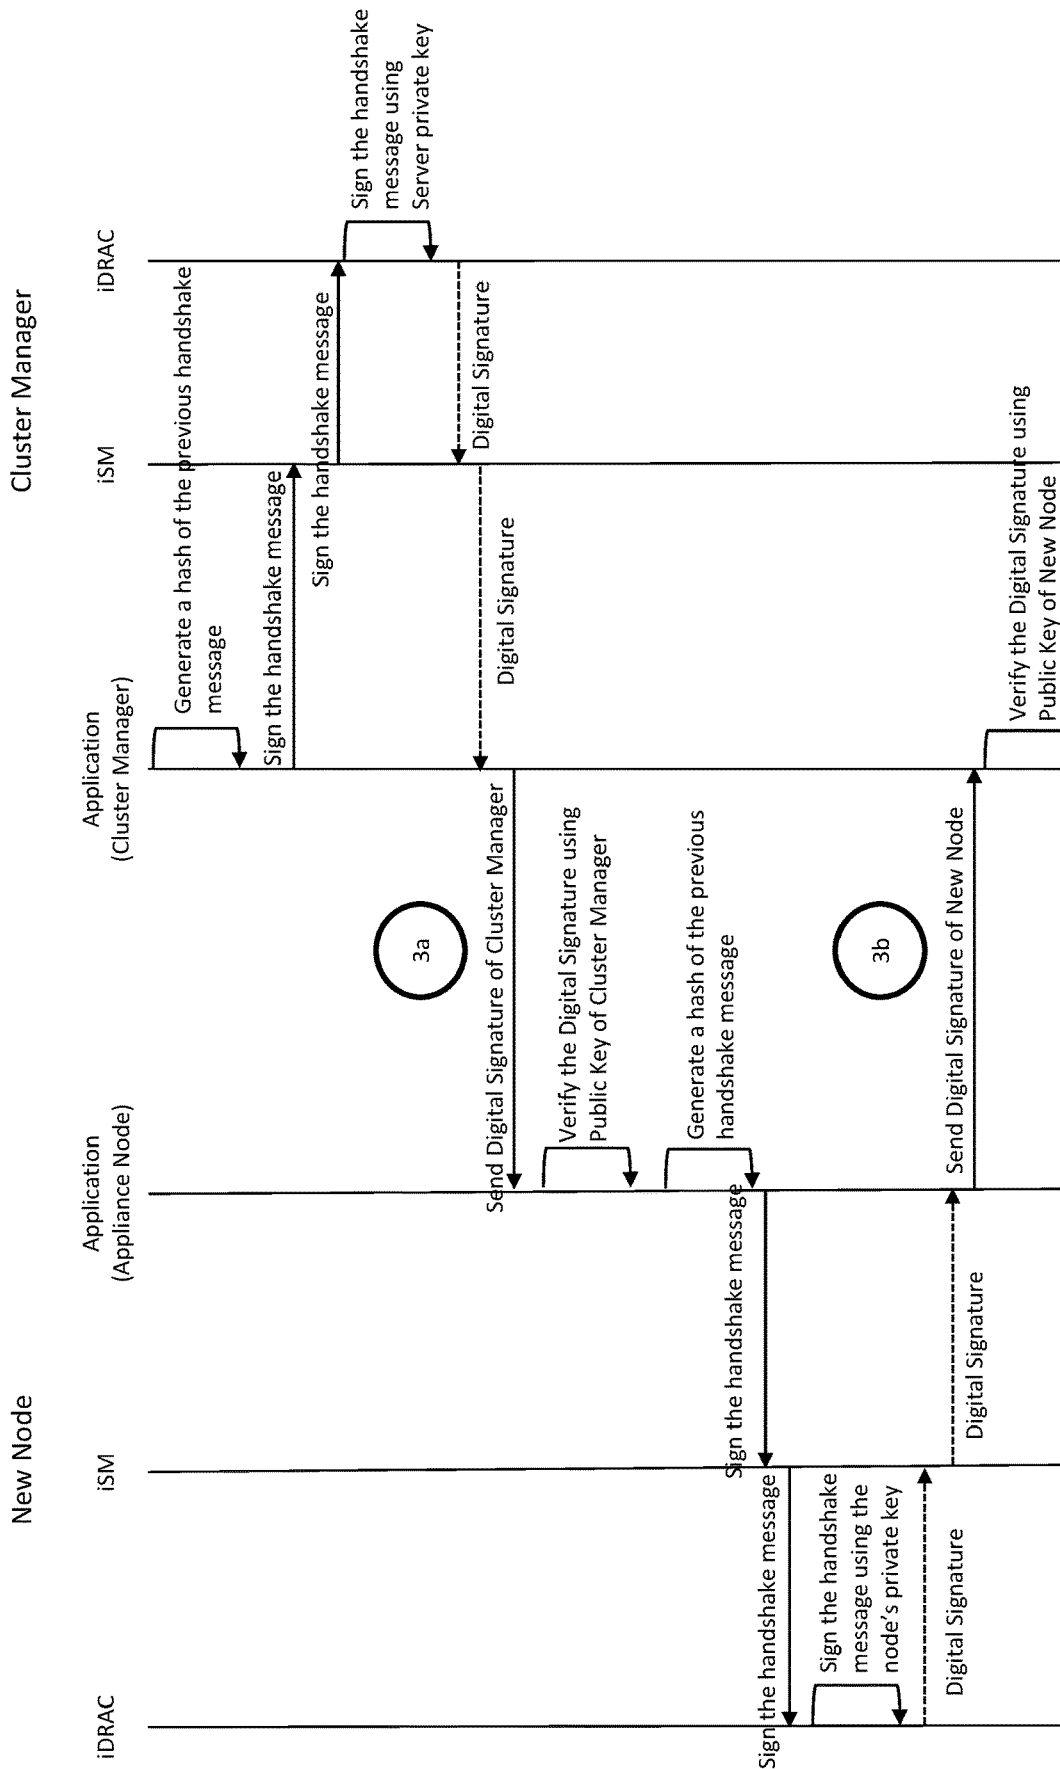 New Node
Cluster Manager
iDRAC
iSM
Application
(Appliance Node)
Application
(Cluster Manager)
iSM
iDRAC
Generate a hash of the previous handshake
message
Sign the handshake message
Sign the handshake message
Sign the handshake
message using
Server private key
Digital Signature
Digital Signature
3a
Send Digital Signature of Cluster Manager
Verify the Digital Signature using
Public Key of Cluster Manager
Generate a hash of the previous
handshake message
Sign the handshake message
Sign the handshake message
Sign the handshake
message using the
node's private key
Digital Signature
Digital Signature
3b
Send Digital Signature of New Node
Verify the Digital Signature using
Public Key of New Node